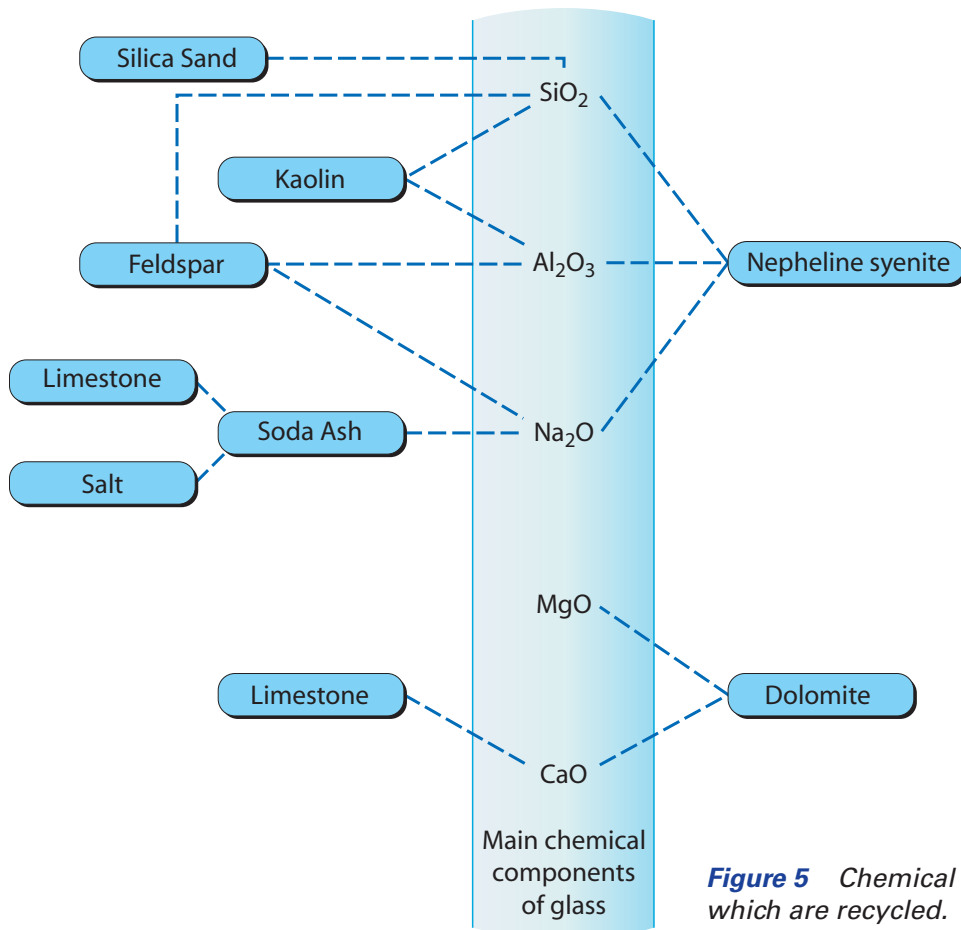 Silica Sand
SiO₂
Kaolin
Feldspar
Al₂O₃
Nepheline syenite
Limestone
Soda Ash
Na₂O
Salt
MgO
Limestone
Dolomite
CaO
Main chemical
components
of glass
Figure 5 Chemical
which are recycled.